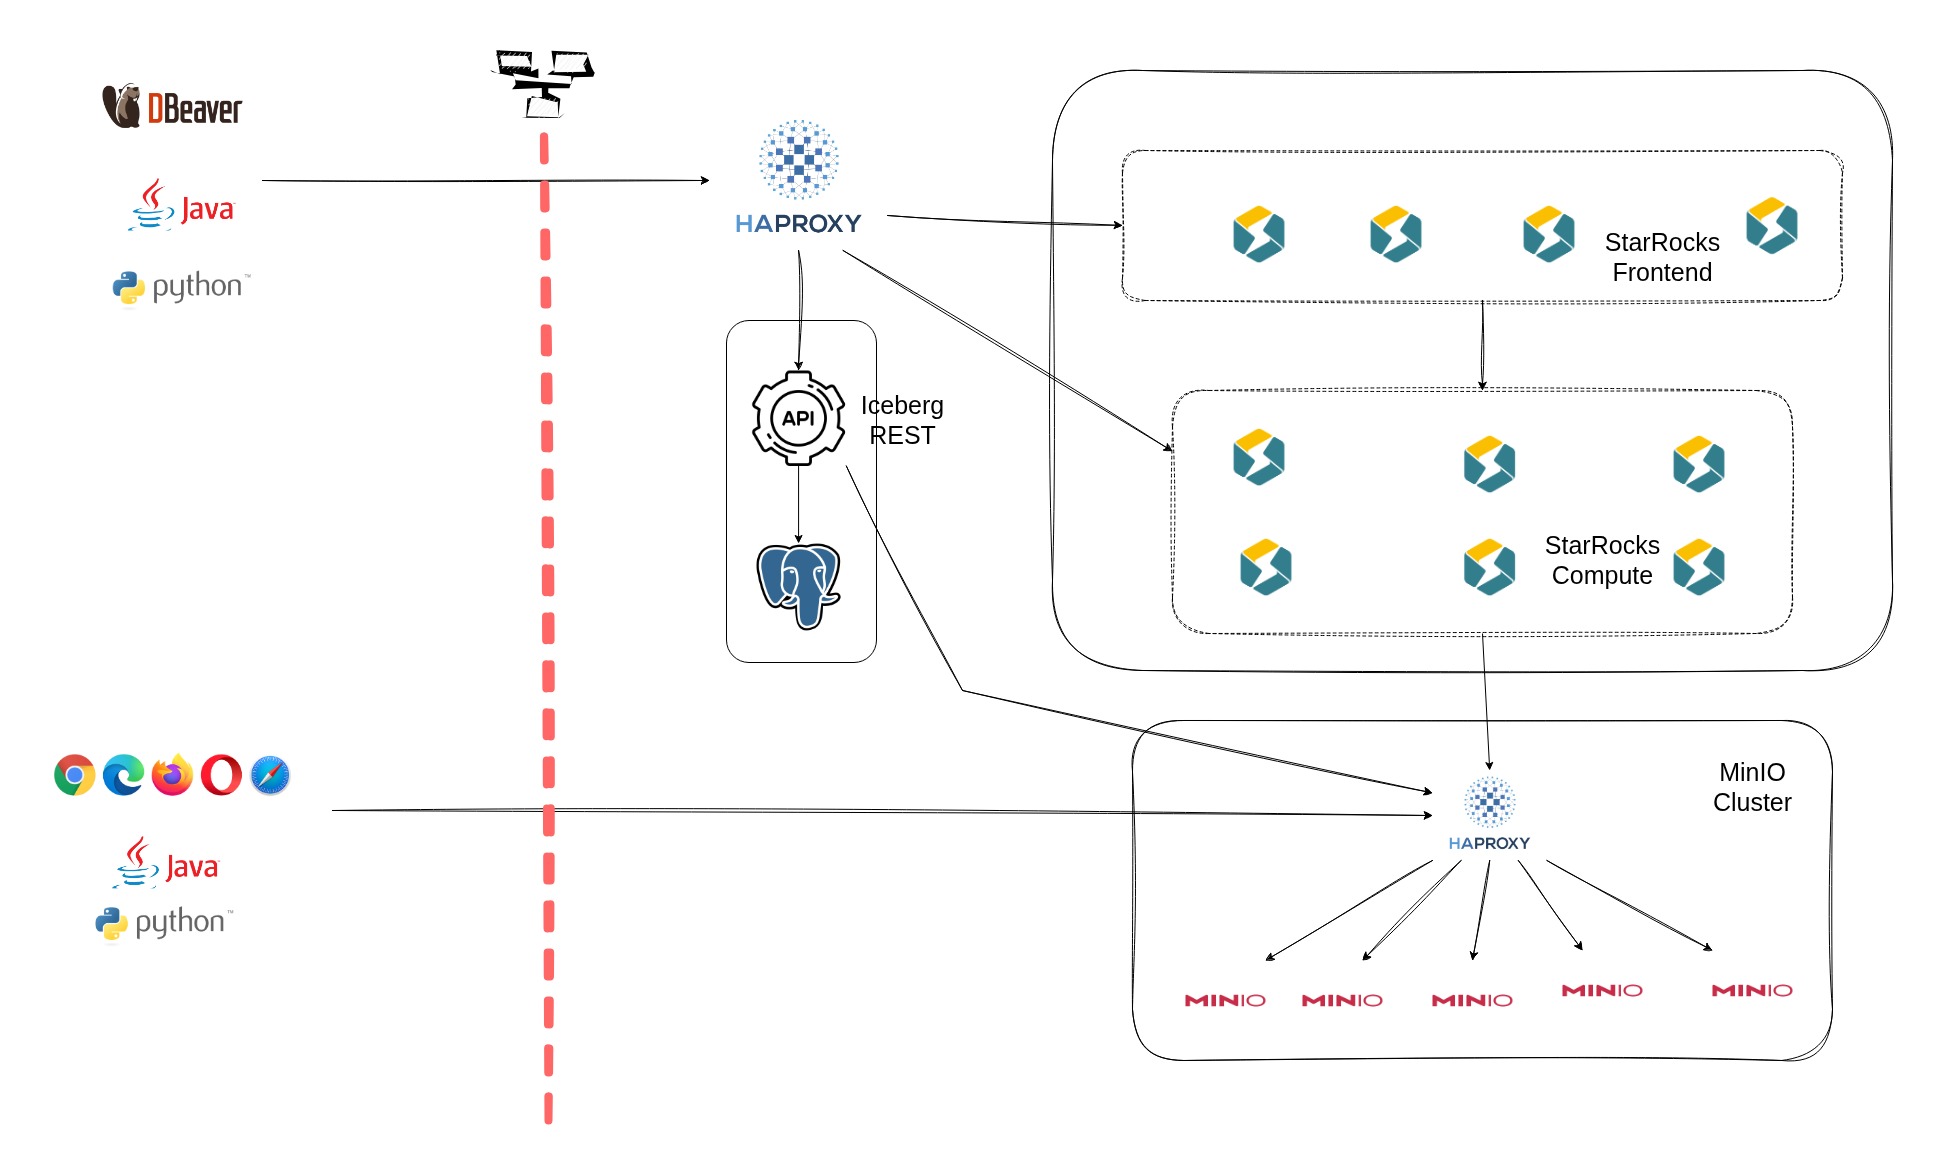 DBeaver
Java
python™
HAPROXY
StarRocks
Frontend
API
Iceberg
REST
StarRocks
Compute
MinIO
Cluster
HAPROXY
Java
python™
MINIO
MINIO
MINIO
MINIO
MINIO